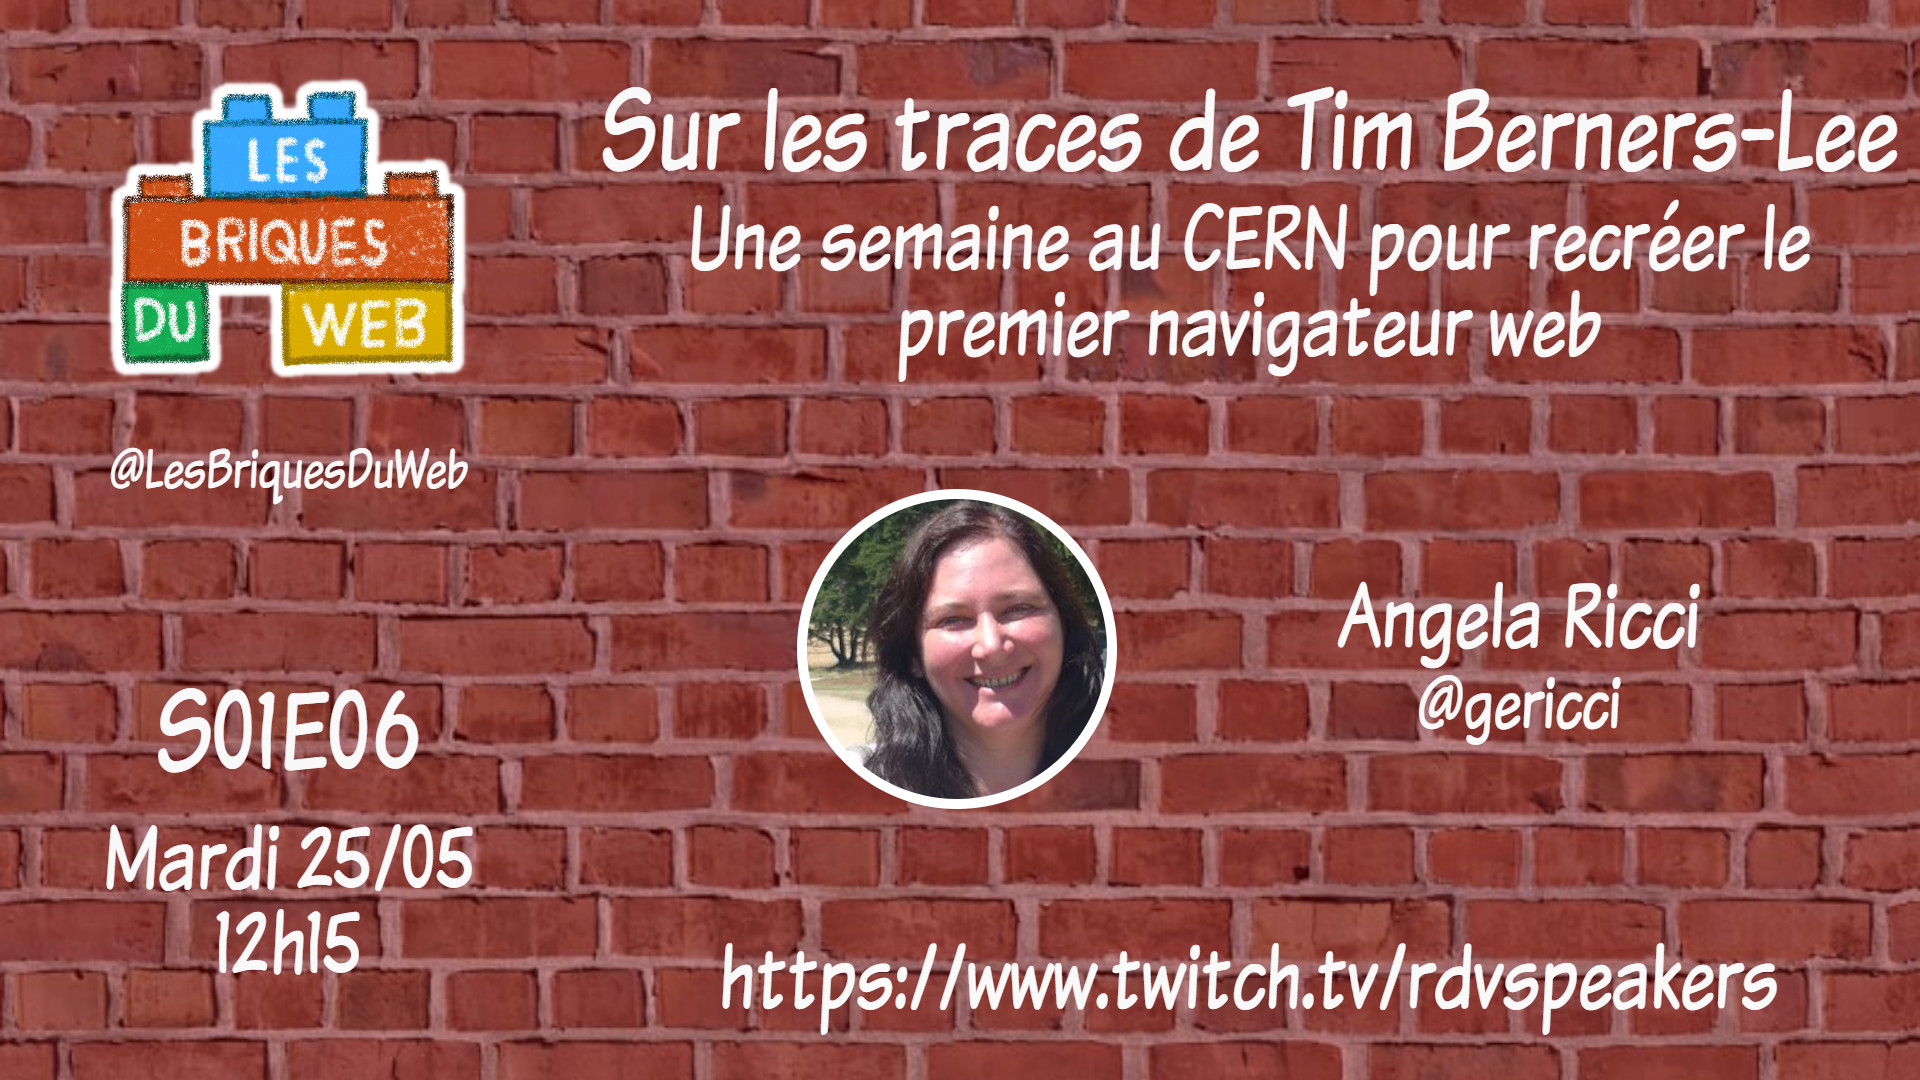 LES
BRIQUES
DU WEB
@LesBriquesDuWeb
Sur les traces de Tim Berners-Lee
Une semaine au CERN pour recréer le
premier navigateur web
Angela Ricci
@gericci
S01E06
Mardi 25/05
12h15
https://www.twitch.tv/rdvspeakers